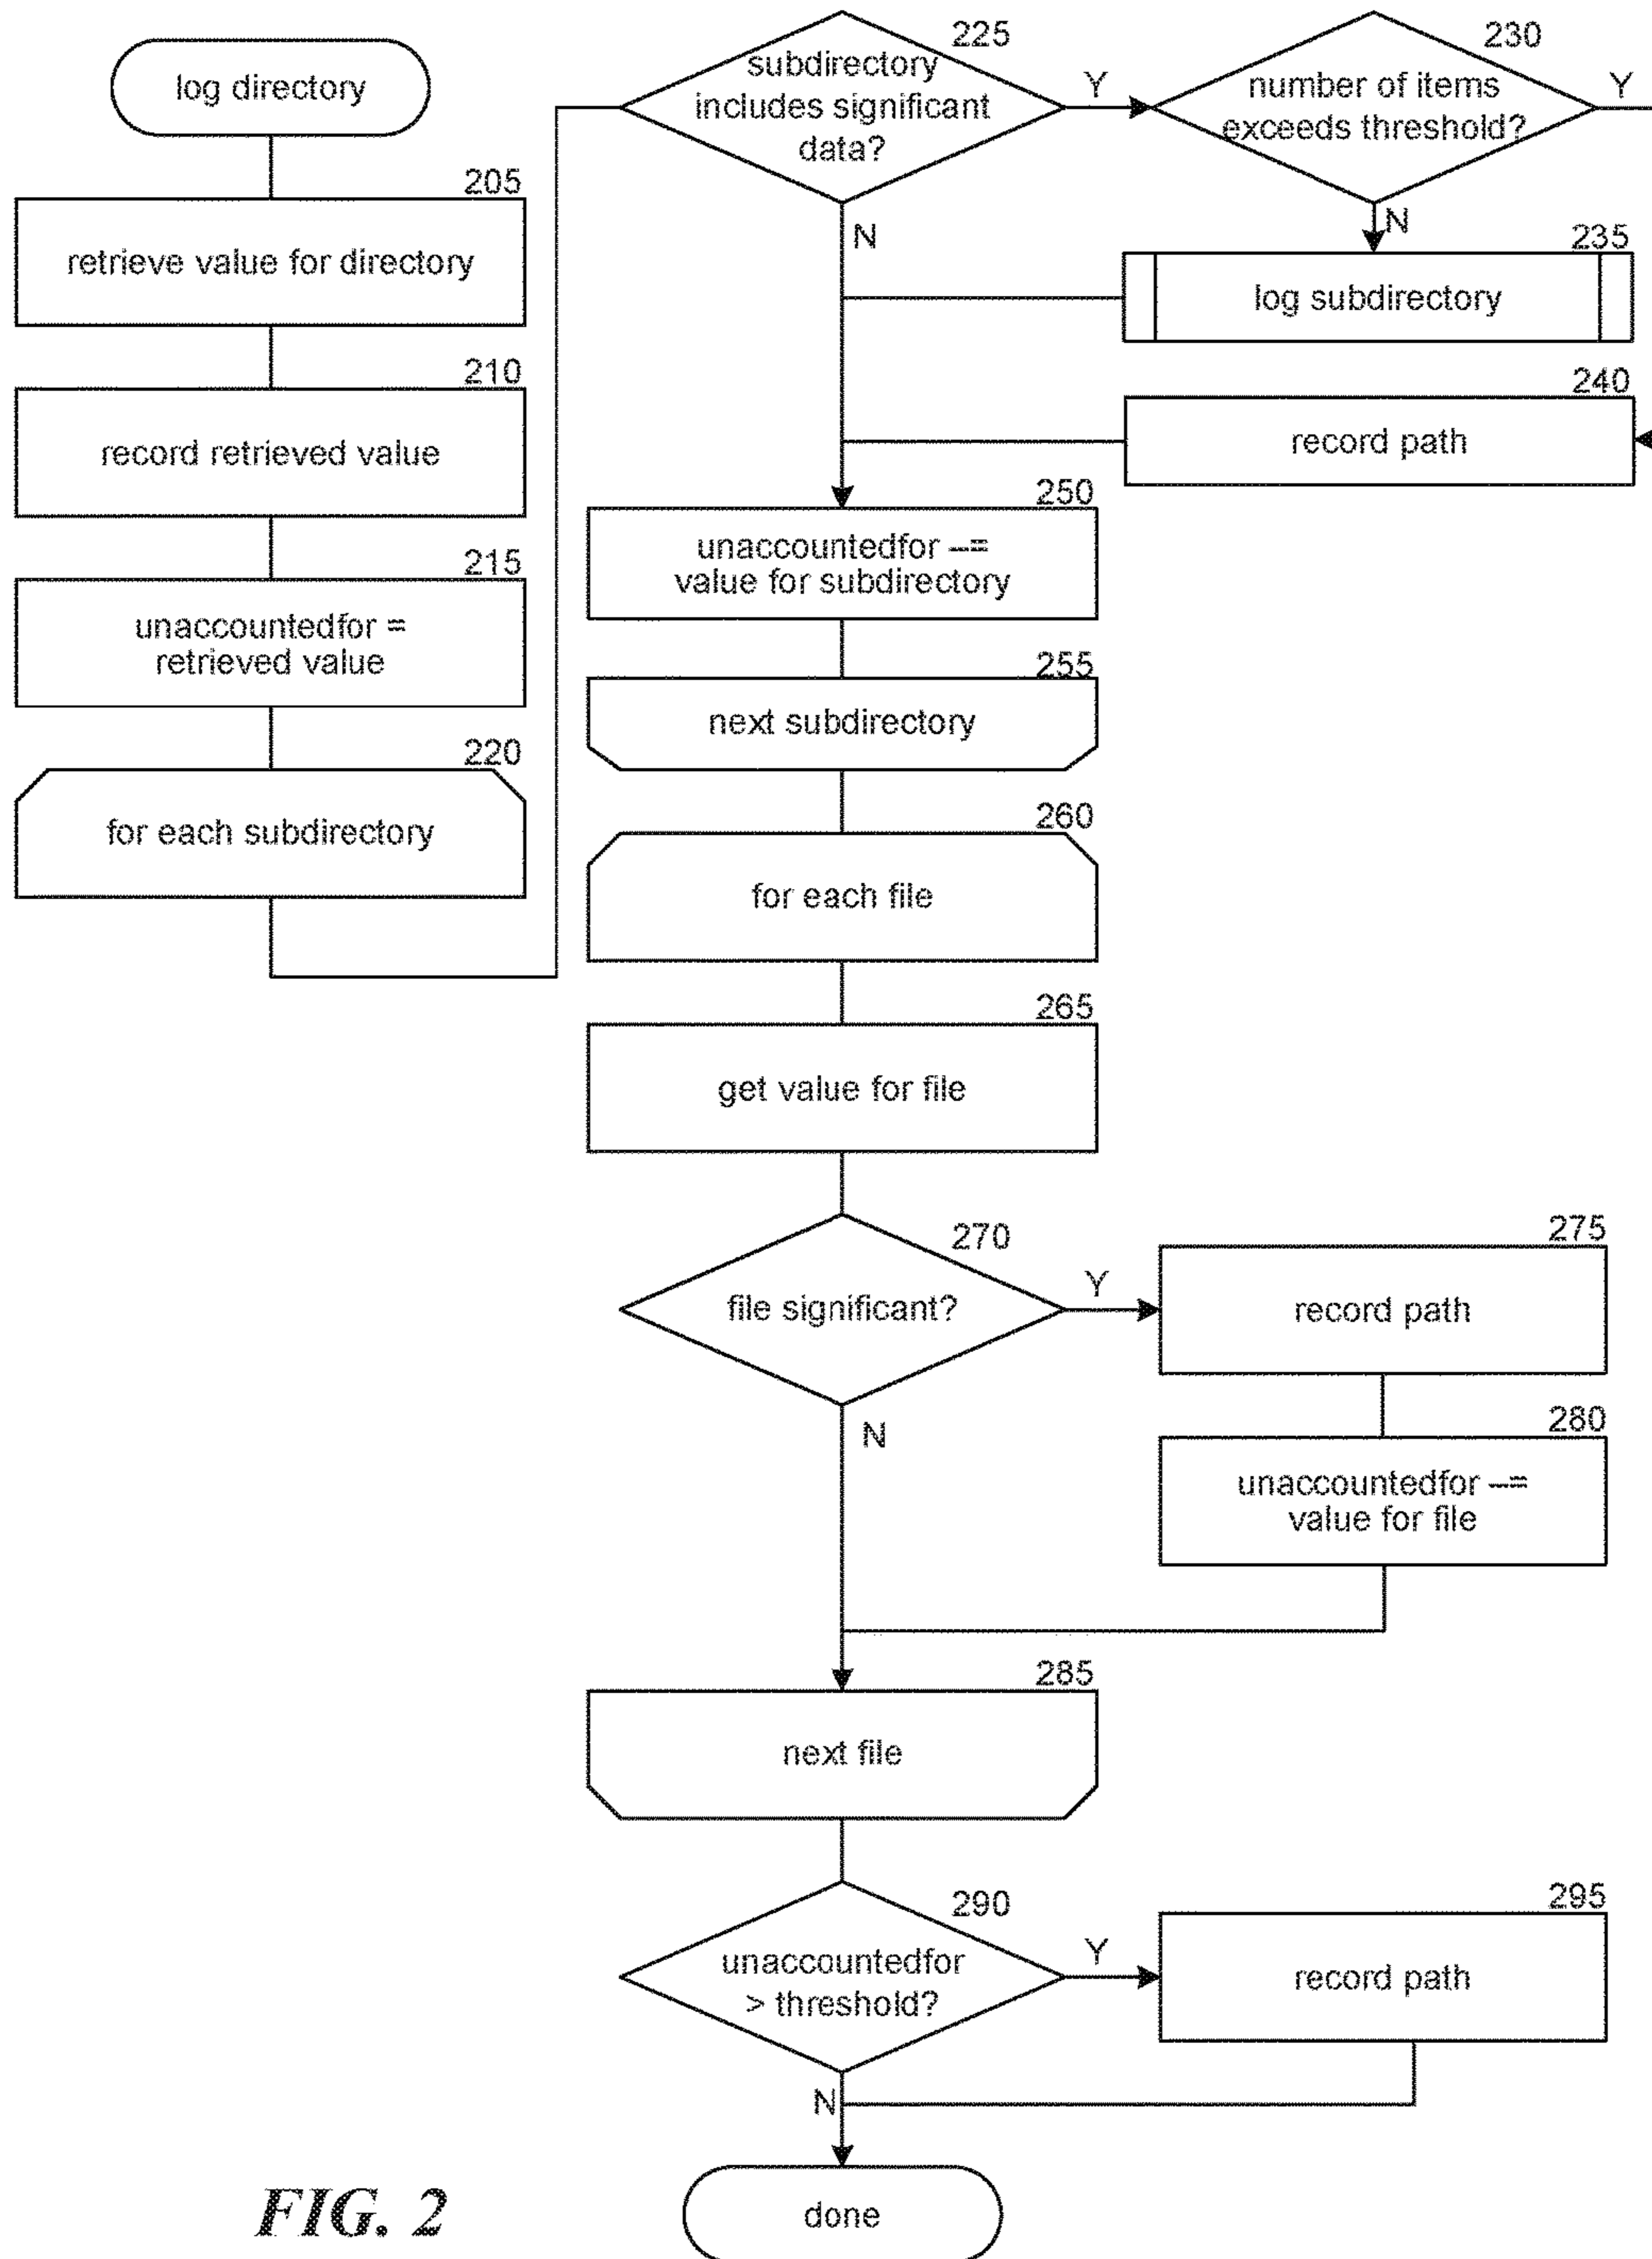 log directory
205
retrieve value for directory
210
record retrieved value
215
unaccountedfor =
retrieved value
220
for each subdirectory
225
subdirectory
includes significant
data?
Y
N
230
number of items
exceeds threshold?
Y
N
235
log subdirectory
240
record path
250
unaccountedfor –=
value for subdirectory
255
next subdirectory
260
for each file
265
get value for file
270
file significant?
Y
N
275
record path
280
unaccountedfor –=
value for file
285
next file
290
unaccountedfor
> threshold?
Y
N
295
record path
done
FIG. 2